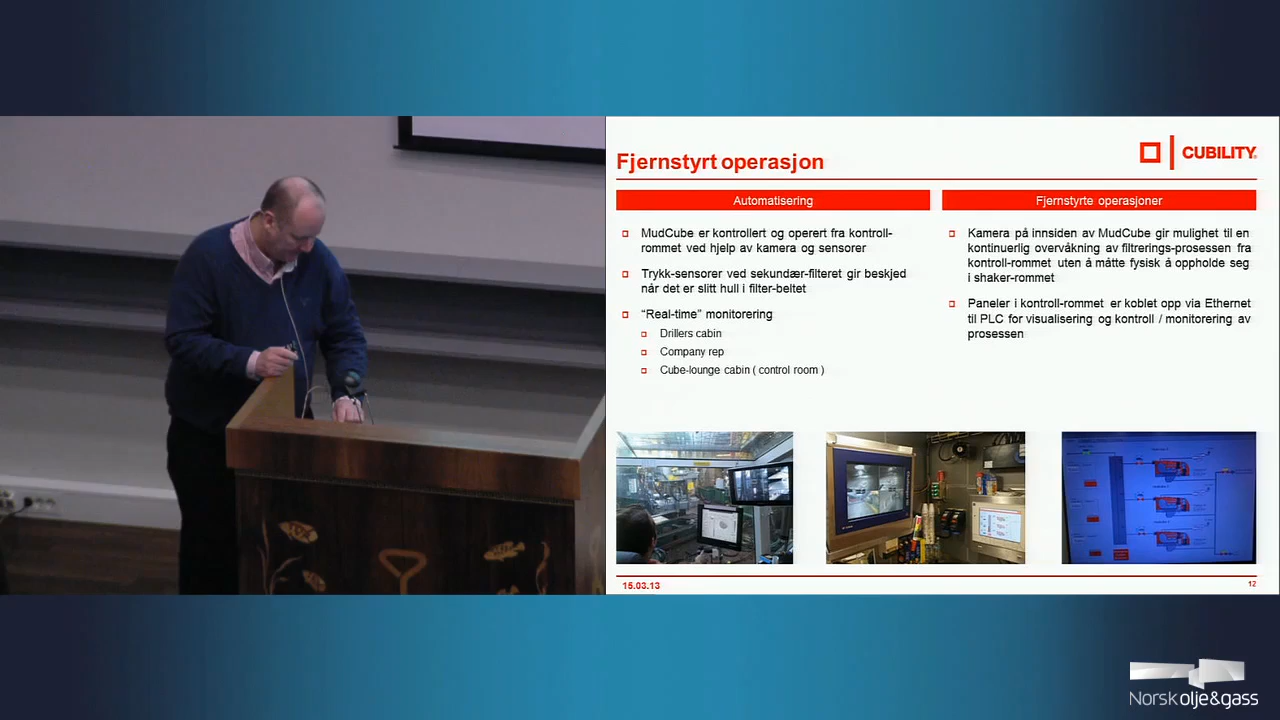 Fjernstyrt operasjon
CUBILITY
Automatisering
MudCube er kontrollert og operert fra kontroll-
rommet ved hjelp av kamera og sensorer
Trykk-sensorer ved sekundær-filteret gir beskjed
når det er slitt hull i filter-beltet
“Real-time” monitorering
Drillers cabin
Company rep
Cube-lounge cabin ( control room )
Fjernstyrte operasjoner
Kamera på innsiden av MudCube gir mulighet til en
kontinuerlig overvåkning av filtrerings-prosessen fra
kontroll-rommet uten å måtte fysisk å oppholde seg
i shaker-rommet
Paneler i kontroll-rommet er koblet opp via Ethernet
til PLC for visualisering og kontroll / monitorering av
prosessen
15.03.13
12
Norsk olje&gass